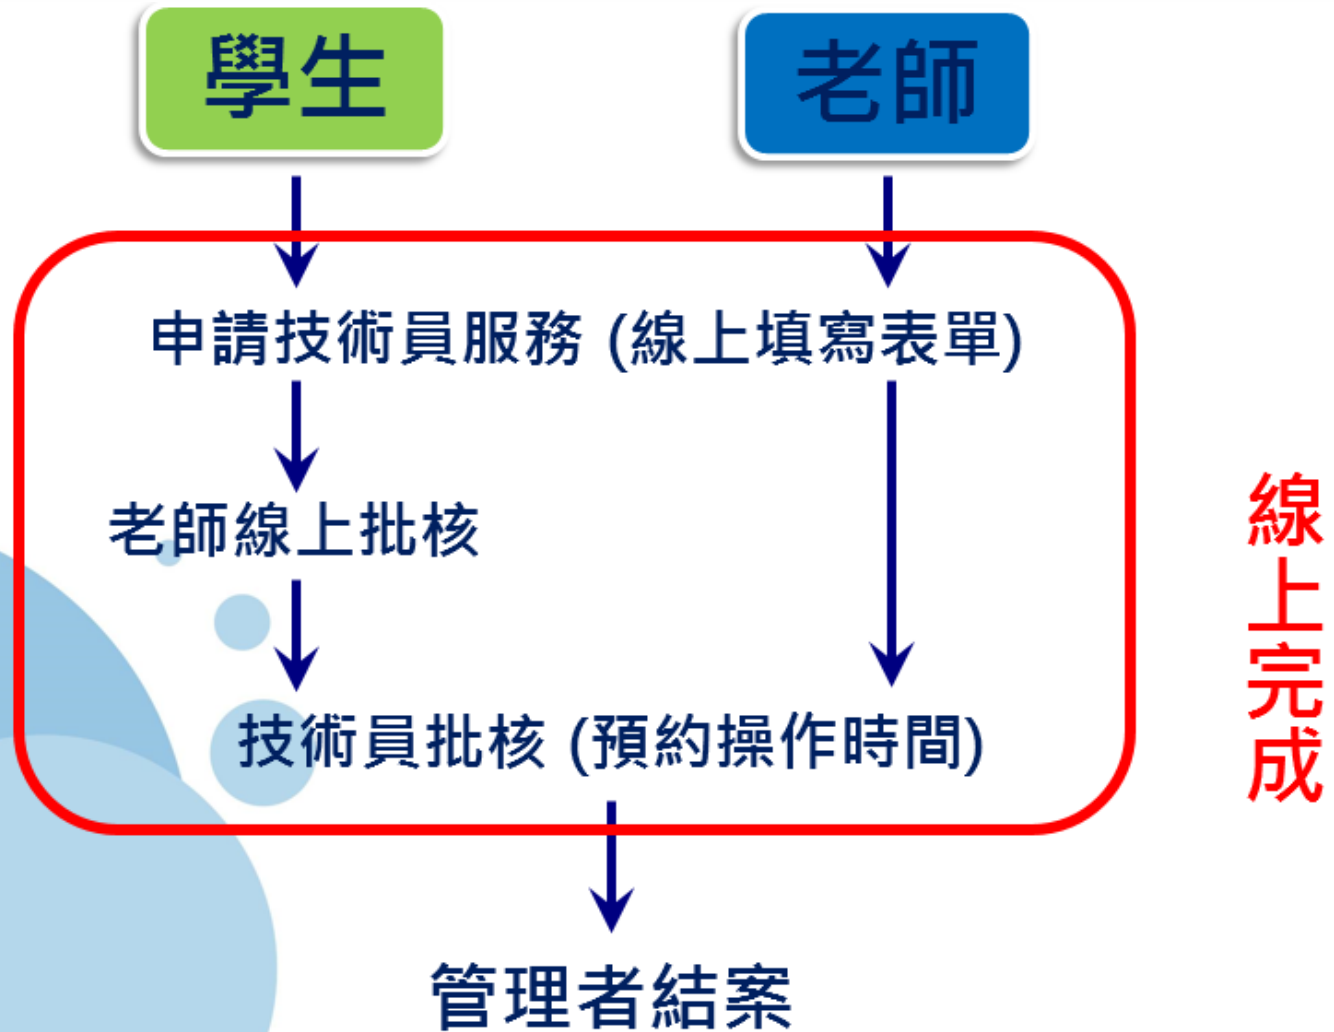 學生
老師
申請技術員服務 (線上填寫表單)
老師線上批核
技術員批核 (預約操作時間)
線上完成
管理者結案